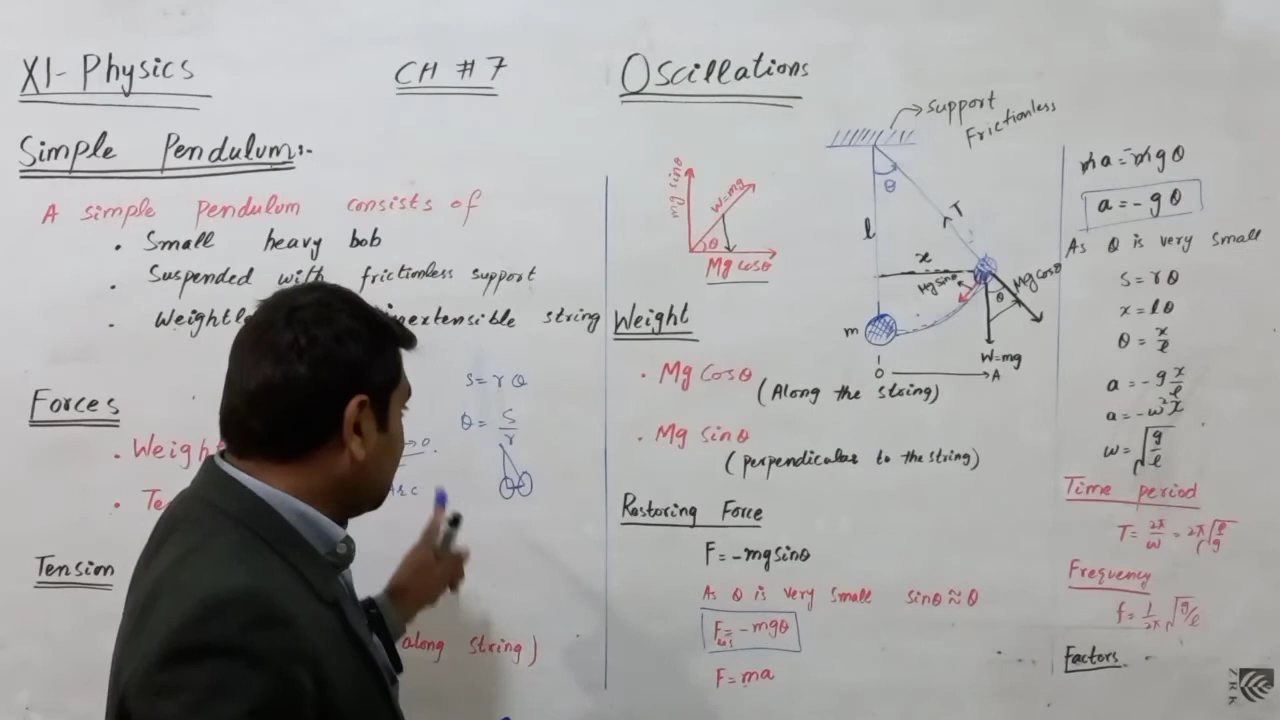 XI-Physics
CH # 7
Oscillations
Simple Pendulum:.
A simple pendulum consists of
. Small heavy bob
. Suspended with frictionless support
. inextensible string
Forces
. Weight
.
Tension
along string)
S = r θ
θ = S/r
→ 0.
Arc
mg sinθ
W=mg
θ
Mg cosθ
Support
Frictionless
θ
T
l
x
Mg sinθ
Mg cosθ
θ
m
W=mg
O → A
Weight
. Mg Cosθ
(Along the string)
. Mg Sinθ
(perpendicular to the string)
Restoring Force
F = -mg sinθ
As θ is very small sinθ ≈ θ
Fres = -mgθ
F = ma
ma = -mgθ
a = -gθ
As θ is very small
S = rθ
x = lθ
θ = x/l
a = -g x/l
a = -ω²x
ω = √g/l
Time period
T = 2π/ω = 2π√l/g
Frequency
f = 1/2π √g/l
Factors
ZRK